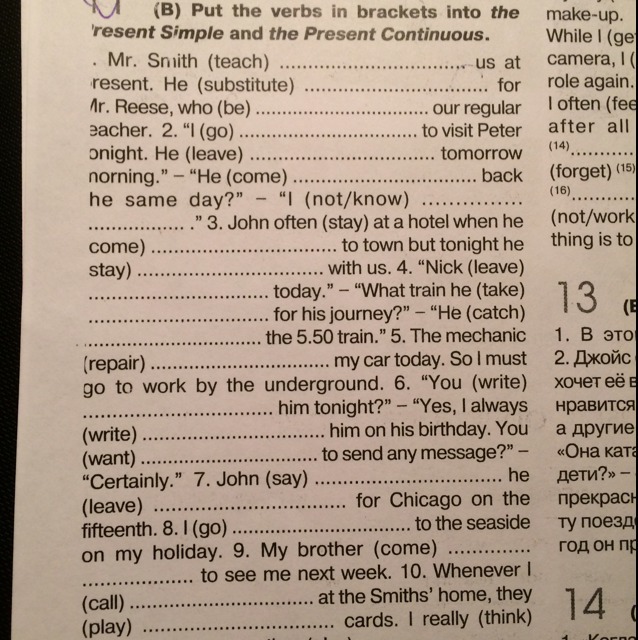 (B) Put the verbs in brackets into the
resent Simple and the Present Continuous.
. Mr. Smith (teach) .................................. us at
resent. He (substitute) .................................. for
Mr. Reese, who (be) .............................. our regular
eacher. 2. “I (go) ............................... to visit Peter
onight. He (leave) ................................ tomorrow
norning.” – “He (come) ................................ back
he same day?” – “I (not/know) ..............
................... .” 3. John often (stay) at a hotel when he
come) ................................ to town but tonight he
stay) ................................ with us. 4. “Nick (leave)
............................... today.” – “What train he (take)
............................... for his journey?” – “He (catch)
............................... the 5.50 train.” 5. The mechanic
(repair) ............................... my car today. So I must
go to work by the underground. 6. “You (write)
................................ him tonight?” – “Yes, I always
(write) ............................... him on his birthday. You
(want) ............................... to send any message?” –
“Certainly.” 7. John (say) ................................ he
(leave) ................................ for Chicago on the
fifteenth. 8. I (go) ............................... to the seaside
on my holiday. 9. My brother (come) ..............
................... to see me next week. 10. Whenever I
(call) ................................ at the Smiths’ home, they
(play) ................................ cards. I really (think)
make-up.
While I (ge
camera, I (
role again.
I often (fee
after all
(14)...........
(forget) (15)
(16)...........
(not/work
thing is to
13 (E
1. В это
2. Джойс
хочет её в
нравится
а другие
«Она ката
дети?» –
прекрасн
ту поезд
год он пр
14